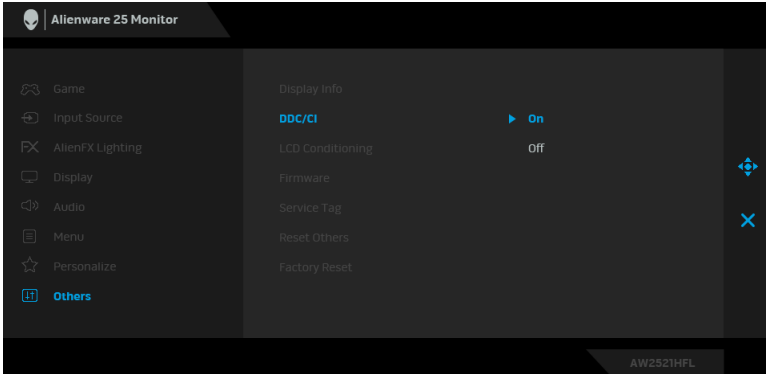 Alienware 25 Monitor
Game
Input Source
FX AlienFX Lighting
Display
Audio
Menu
Personalize
Others
Display Info
DDC/CI On
LCD Conditioning Off
Firmware
Service Tag
Reset Others
Factory Reset
AW2521HFL